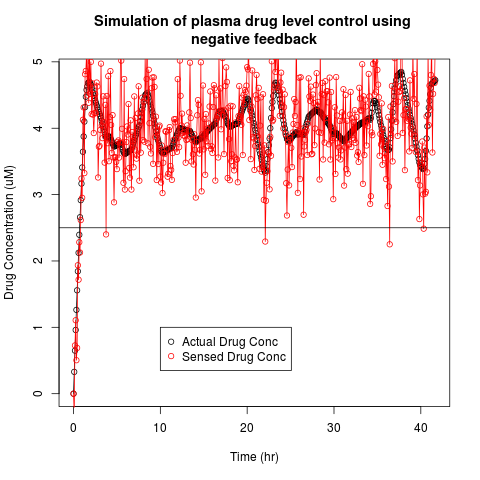 Simulation of plasma drug level control using
negative feedback
Drug Concentration (uM)
5
4
3
2
1
0
Actual Drug Conc
Sensed Drug Conc
0 10 20 30 40
Time (hr)